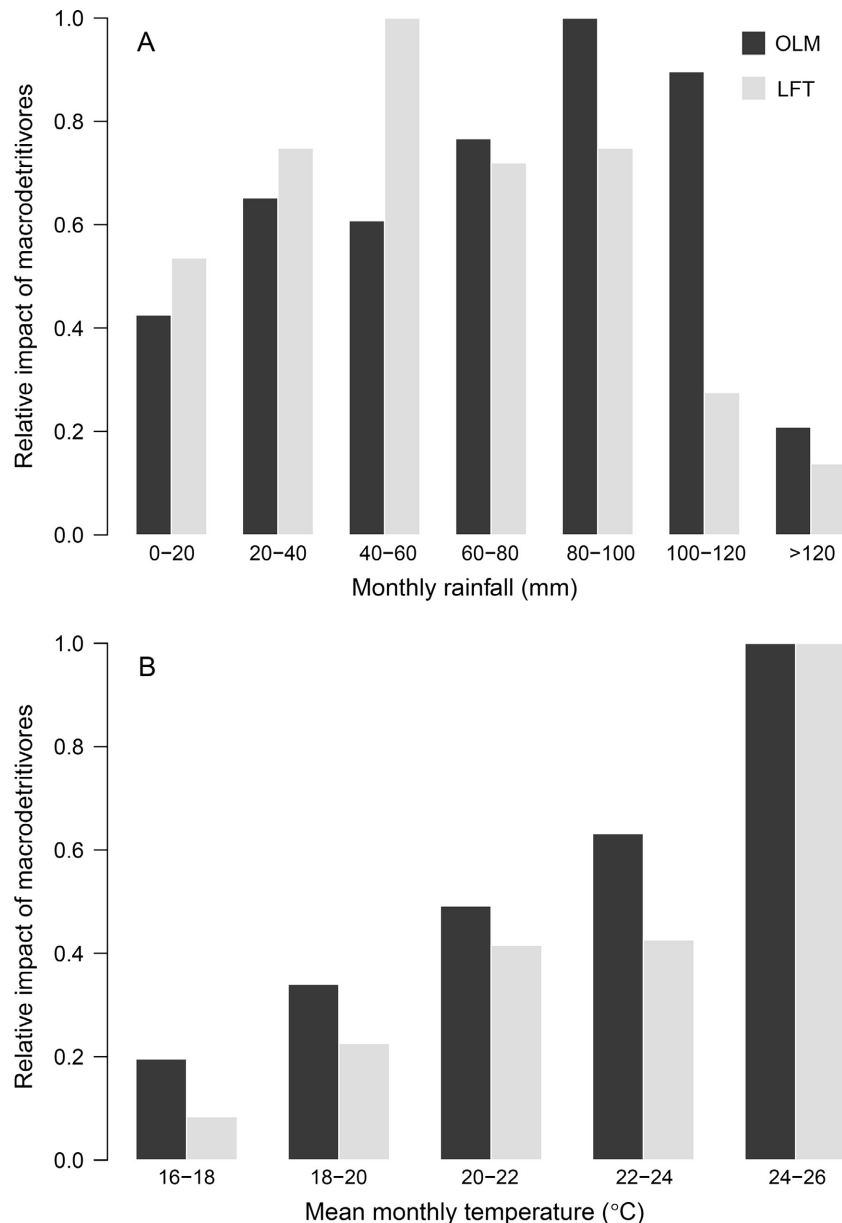 A
OLM
LFT
Relative impact of macrodetritivores
1.0
0.8
0.6
0.4
0.2
0.0
0−20 20−40 40−60 60−80 80−100 100−120 >120
Monthly rainfall (mm)
B
Relative impact of macrodetritivores
1.0
0.8
0.6
0.4
0.2
0.0
16−18 18−20 20−22 22−24 24−26
Mean monthly temperature (°C)